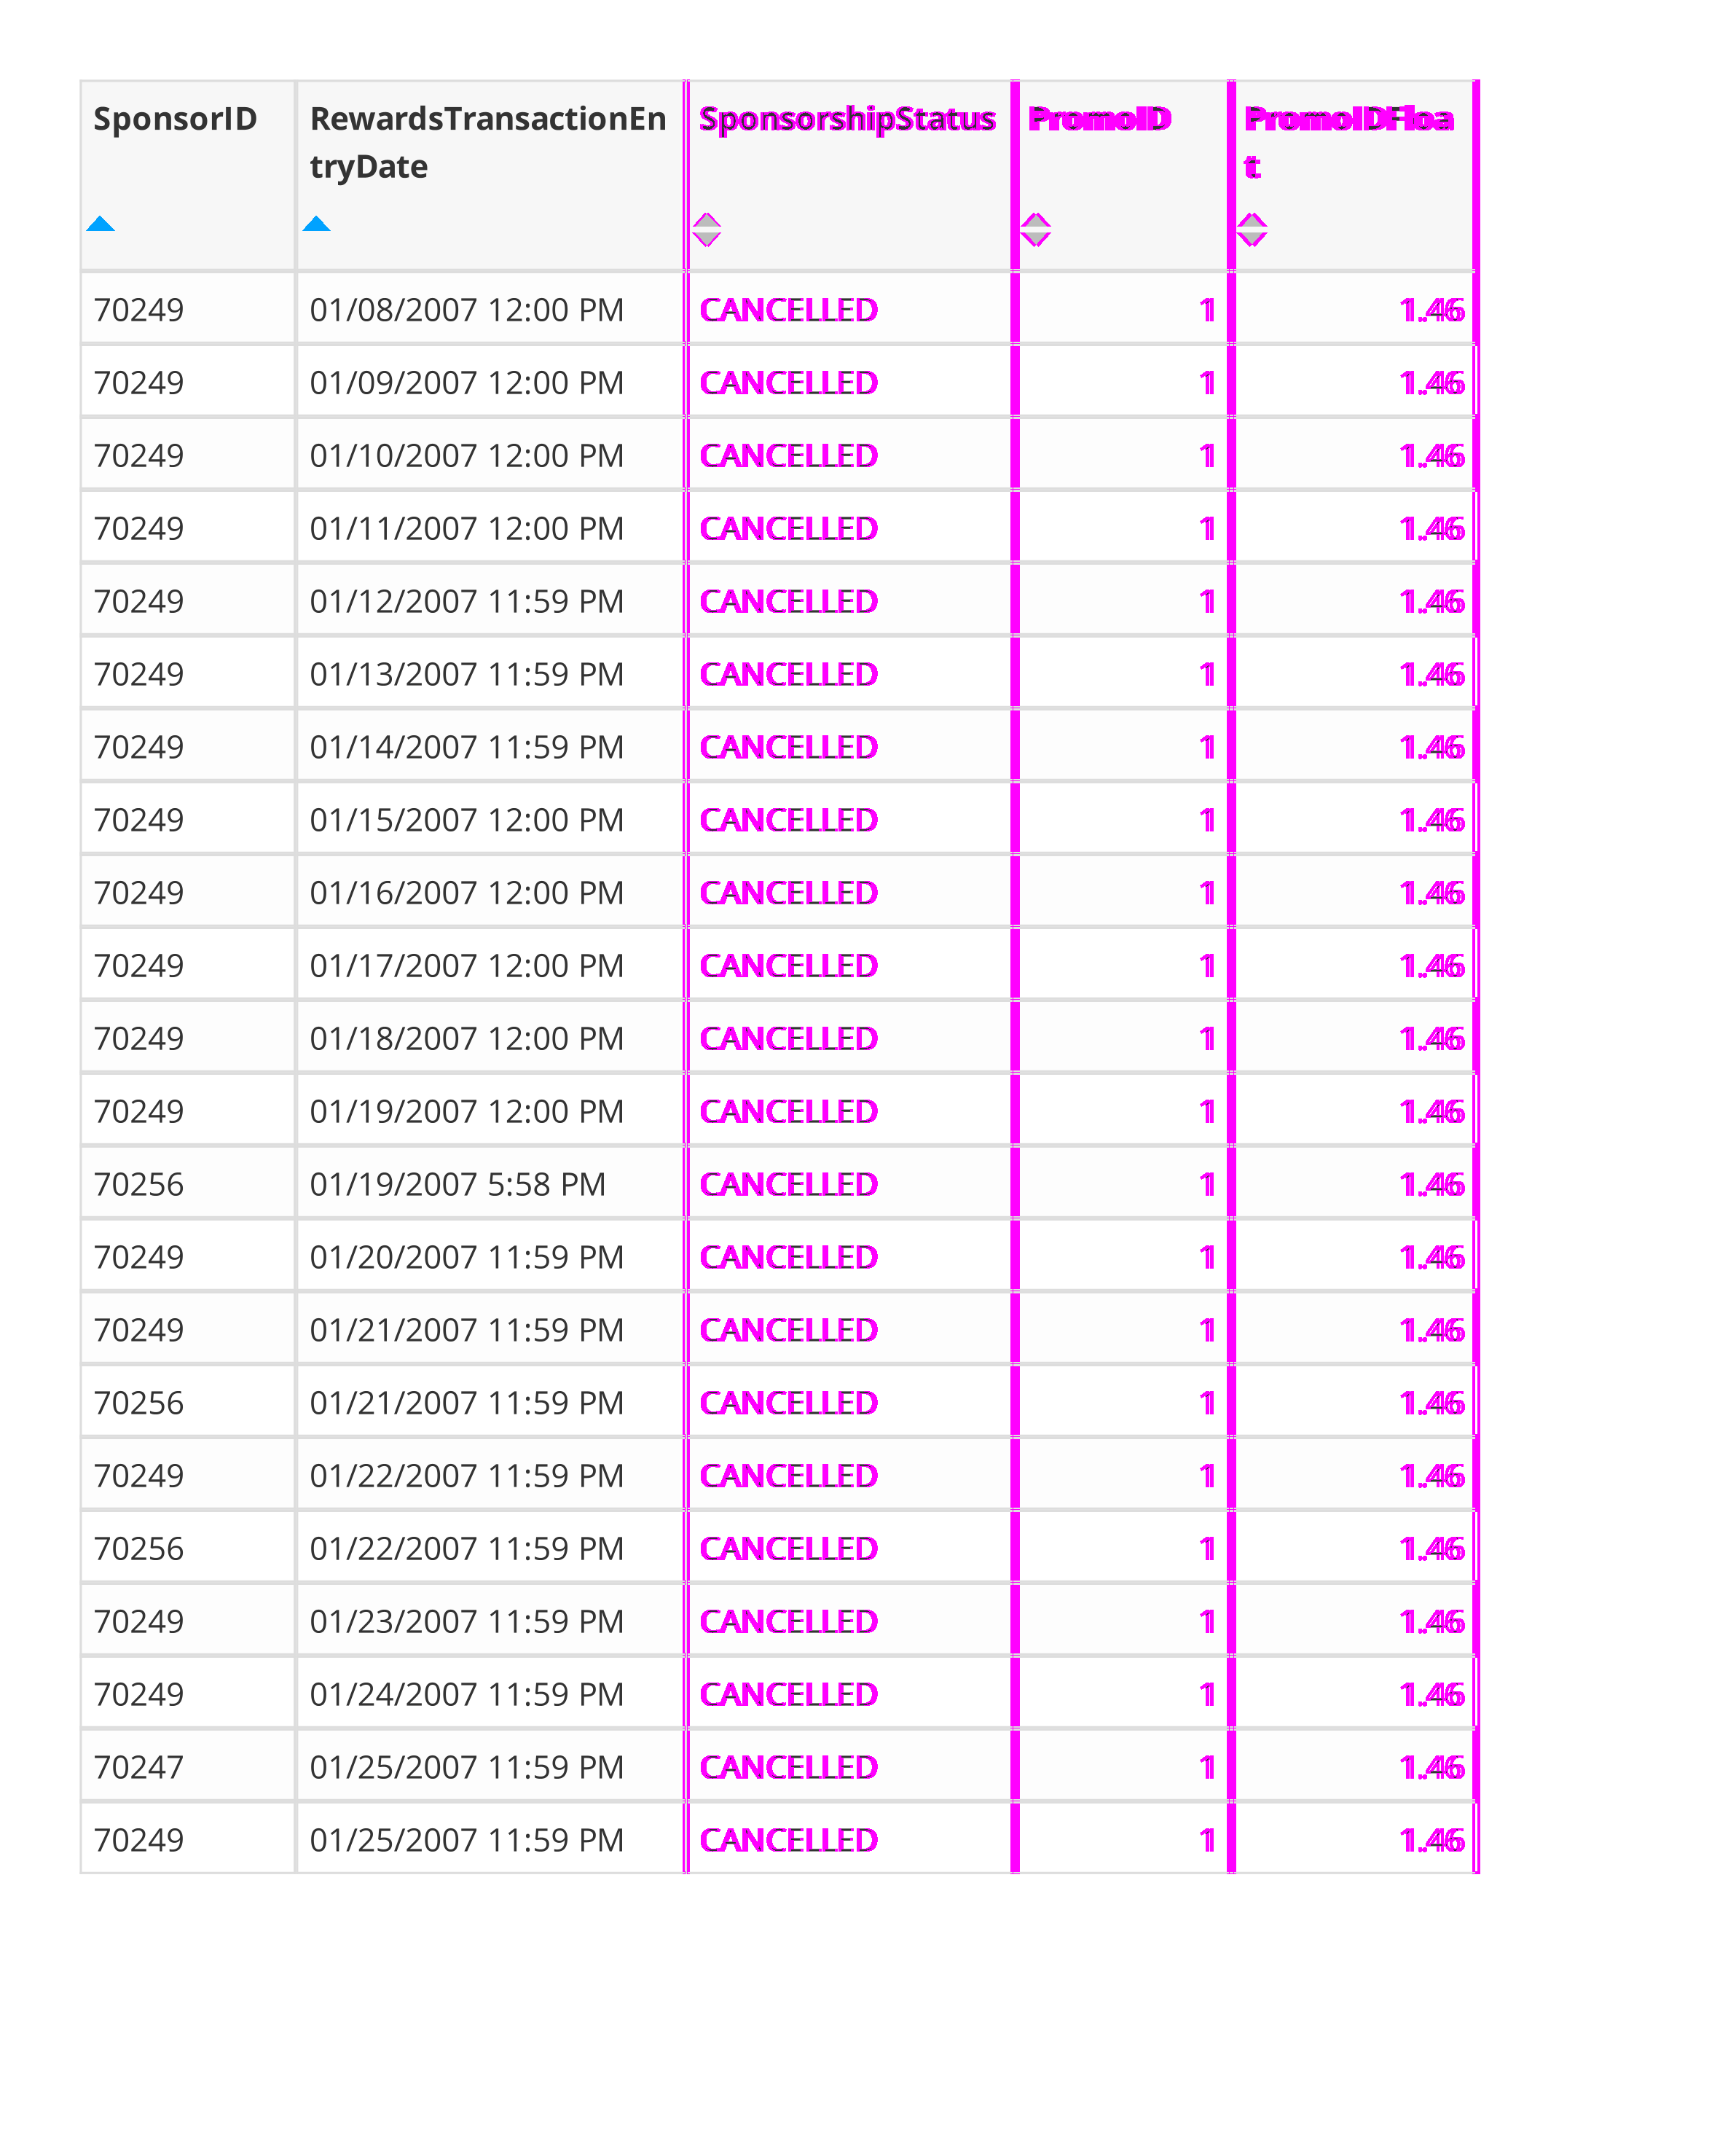 SponsorID RewardsTransactionEn SponsorshipStatus PromoID PromoIDFloa
tryDate t
70249 01/08/2007 12:00 PM CANCELLED 1 1.46
70249 01/09/2007 12:00 PM CANCELLED 1 1.46
70249 01/10/2007 12:00 PM CANCELLED 1 1.46
70249 01/11/2007 12:00 PM CANCELLED 1 1.46
70249 01/12/2007 11:59 PM CANCELLED 1 1.46
70249 01/13/2007 11:59 PM CANCELLED 1 1.46
70249 01/14/2007 11:59 PM CANCELLED 1 1.46
70249 01/15/2007 12:00 PM CANCELLED 1 1.46
70249 01/16/2007 12:00 PM CANCELLED 1 1.46
70249 01/17/2007 12:00 PM CANCELLED 1 1.46
70249 01/18/2007 12:00 PM CANCELLED 1 1.46
70249 01/19/2007 12:00 PM CANCELLED 1 1.46
70256 01/19/2007 5:58 PM CANCELLED 1 1.46
70249 01/20/2007 11:59 PM CANCELLED 1 1.46
70249 01/21/2007 11:59 PM CANCELLED 1 1.46
70256 01/21/2007 11:59 PM CANCELLED 1 1.46
70249 01/22/2007 11:59 PM CANCELLED 1 1.46
70256 01/22/2007 11:59 PM CANCELLED 1 1.46
70249 01/23/2007 11:59 PM CANCELLED 1 1.46
70249 01/24/2007 11:59 PM CANCELLED 1 1.46
70247 01/25/2007 11:59 PM CANCELLED 1 1.46
70249 01/25/2007 11:59 PM CANCELLED 1 1.46